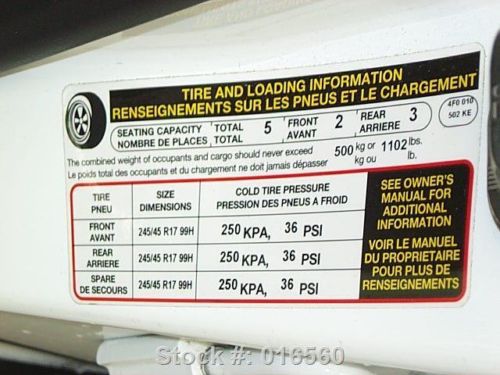 TIRE AND LOADING INFORMATION
RENSEIGNEMENTS SUR LES PNEUS ET LE CHARGEMENT
SEATING CAPACITY TOTAL 5 FRONT 2 REAR 3
NOMBRE DE PLACES TOTAL AVANT ARRIERE
4F0 010
502 KE
The combined weight of occupants and cargo should never exceed 500 kg or 1102 lbs.
Le poids total des occupants et du chargement ne doit jamais dépasser kg ou lb.
TIRE SIZE COLD TIRE PRESSURE
PNEU DIMENSIONS PRESSION DES PNEUS A FROID
FRONT
AVANT 245/45 R17 99H 250 KPA, 36 PSI
REAR
ARRIERE 245/45 R17 99H 250 KPA, 36 PSI
SPARE
DE SECOURS 245/45 R17 99H 250 KPA, 36 PSI
SEE OWNER'S
MANUAL FOR
ADDITIONAL
INFORMATION
VOIR LE MANUEL
DU PROPRIETAIRE
POUR PLUS DE
RENSEIGNEMENTS
Stock #: 016560